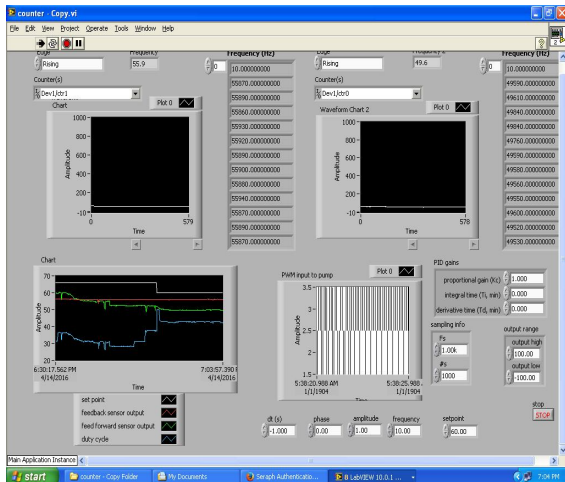 counter - Copy.vi
File Edit View Project Operate Tools Window Help
Edge
Frequency
Frequency (Hz)
Rising
55.9
0
10.000000000
Counter(s)
55870.000000000
Dev1/ctr1
55890.000000000
Chart
Plot 0
55860.000000000
55930.000000000
55920.000000000
55890.000000000
55900.000000000
55880.000000000
55940.000000000
55870.000000000
55890.000000000
55870.000000000
1000
800
600
400
200
-10
Amplitude
0
579
Time
Edge
Frequency 2
Frequency (Hz)
Rising
49.6
0
10.000000000
Counter(s)
49590.000000000
Dev1/ctr0
49610.000000000
Waveform Chart 2
Plot 0
49840.000000000
49840.000000000
49760.000000000
49590.000000000
49580.000000000
49560.000000000
49550.000000000
49600.000000000
49520.000000000
49530.000000000
1000
800
600
400
200
-10
Amplitude
0
578
Time
Chart
70
60
50
40
30
20
Amplitude
6:30:17.562 PM
4/14/2016
7:03:57.390
4/14/2016
Time
set point
feedback sensor output
feed forward sensor output
duty cycle
PWM input to pump
Plot 0
3.5
3
2.5
2
1.5
Amplitude
5:38:20.988 AM
1/1/1904
5:38:25.988
1/1/1904
Time
PID gains
proportional gain (Kc)
1.000
integral time (Ti, min)
0.000
derivative time (Td, min)
0.000
sampling info
Fs
1.00k
#s
1000
output range
output high
100.00
output low
-100.00
stop
STOP
dt (s)
-1.000
phase
0.00
amplitude
1.00
frequency
10.00
setpoint
60.00
Main Application Instance
start
counter - Copy Folder
My Documents
Seraph Authenticatio...
8 LabVIEW 10.0.1 ...
7:04 PM